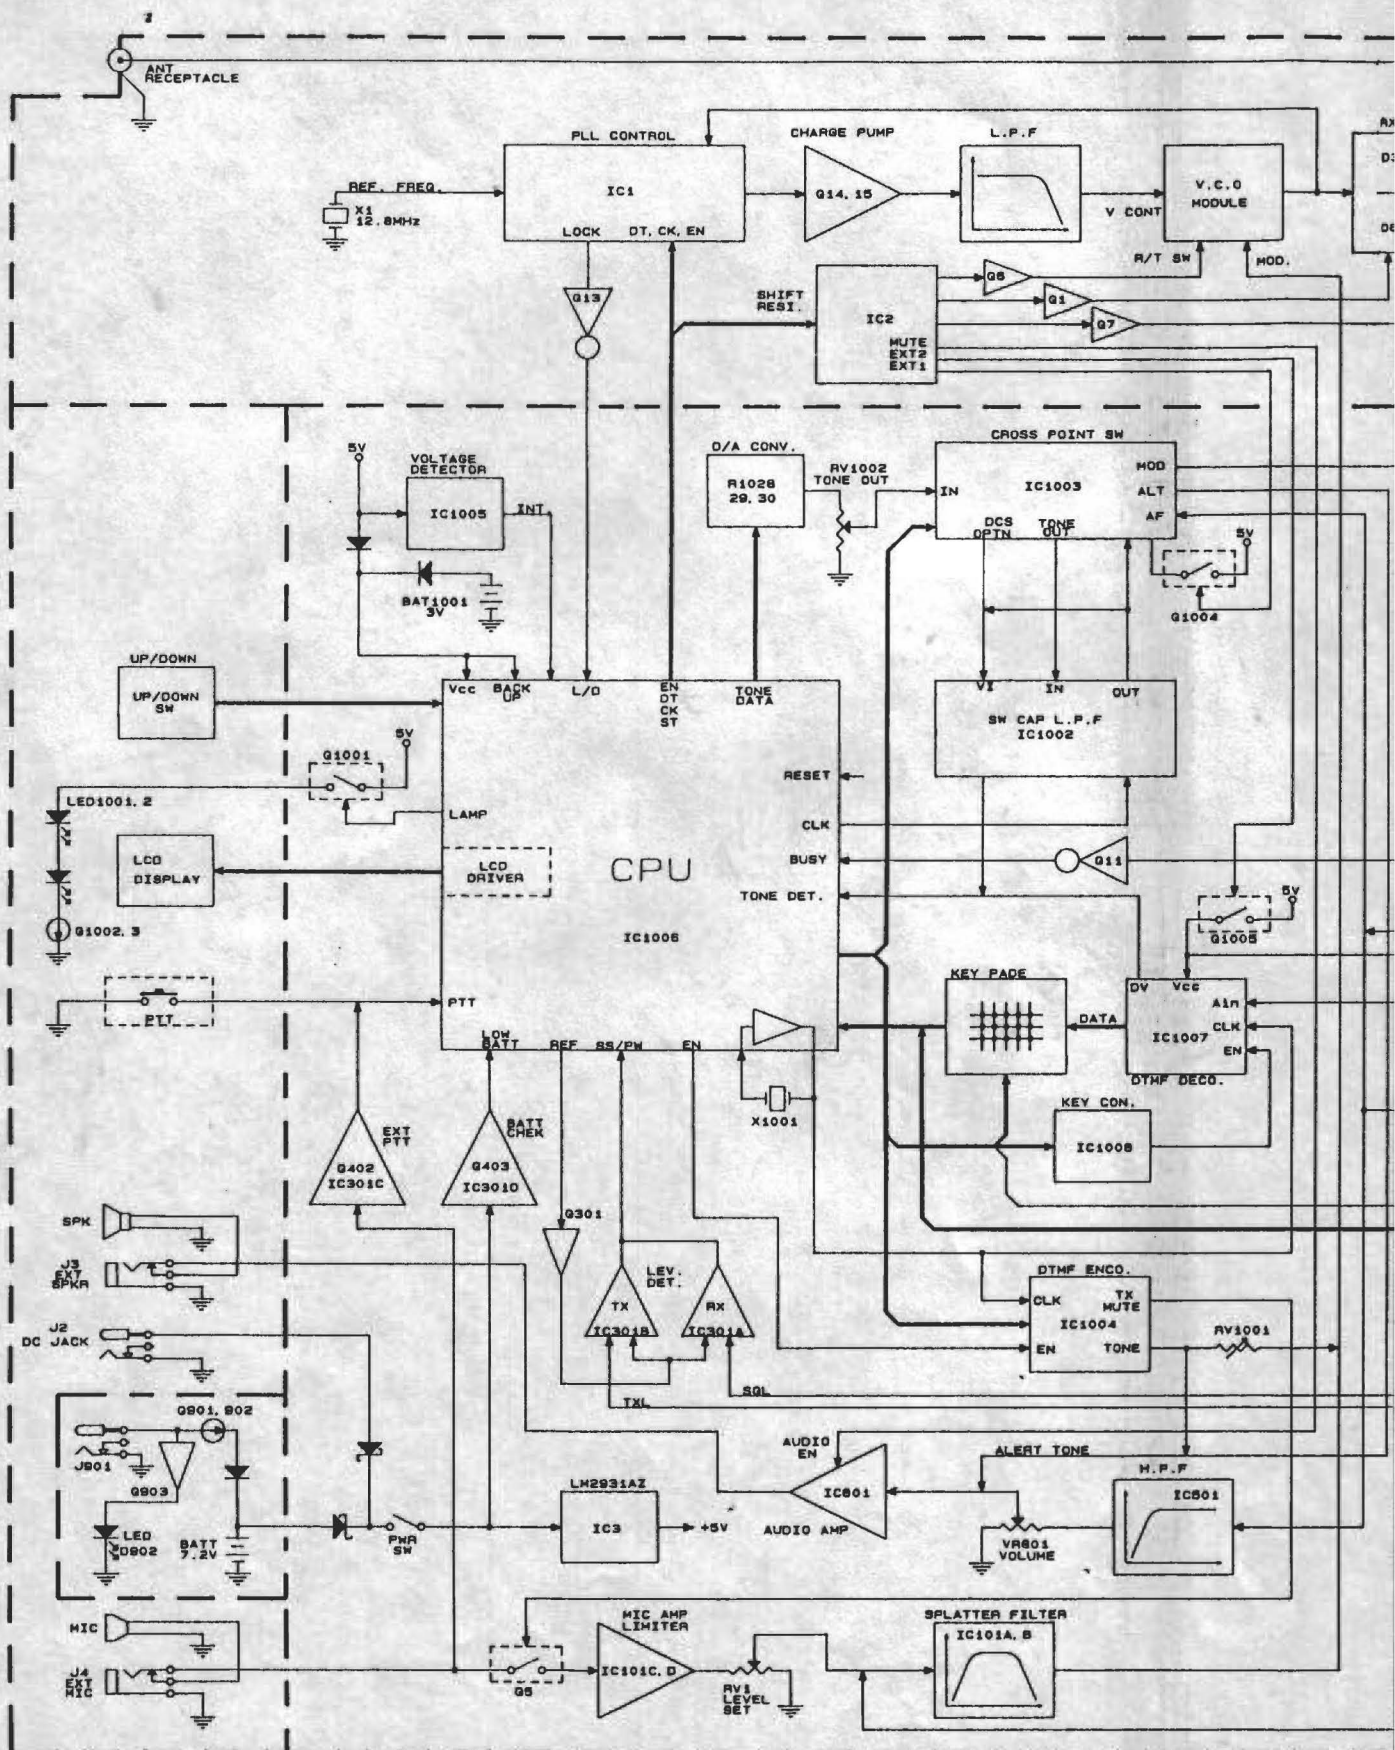 ANT
RECEPTACLE
PLL CONTROL
CHARGE PUMP
L.P.F
REF. FREQ.
IC1
Q14, 15
V.C.O
MODULE
X1
12.8MHz
V CONT
LOCK
DT, CK, EN
R/T SW
MOD.
Q13
SHIFT
RESI.
IC2
Q6
Q1
Q7
MUTE
EXT2
EXT1
5V
VOLTAGE
DETECTOR
IC1005
INT
BAT1001
3V
D/A CONV.
R1028
29, 30
RV1002
TONE OUT
CROSS POINT SW
IN
IC1003
MOD
ALT
AF
DCS
OPTN
TONE
OUT
5V
Q1004
UP/DOWN
UP/DOWN
SW
Vcc
BACK
UP
L/D
EN
DT
CK
ST
TONE
DATA
VI
IN
OUT
SW CAP L.P.F
IC1002
Q1001
5V
LED1001, 2
LAMP
RESET
CLK
LCD
DISPLAY
LCD
DRIVER
CPU
BUSY
Q11
TONE DET.
5V
Q1002, 3
IC1006
Q1005
PTT
PTT
KEY PADE
DV
Vcc
Ain
DATA
CLK
IC1007
EN
DTMF DECO.
LOW
BATT
REF
SS/PW
EN
X1001
KEY CON.
IC1008
EXT
PTT
Q402
IC301C
BATT
CHEK
Q403
IC301D
Q301
SPK
J3
EXT
SPKR
LEV.
DET.
TX
IC301B
RX
IC301A
DTMF ENCO.
CLK
TX
MUTE
IC1004
EN
TONE
RV1001
J2
DC JACK
SQL
TXL
Q901, 902
J901
Q903
LED
D902
BATT
7.2V
PWR
SW
LM2931AZ
IC3
+5V
AUDIO
EN
IC601
AUDIO AMP
ALERT TONE
VR601
VOLUME
H.P.F
IC501
MIC
J4
EXT
MIC
Q5
MIC AMP
LIMITER
IC101C, D
RV1
LEVEL
SET
SPLATTER FILTER
IC101A, B